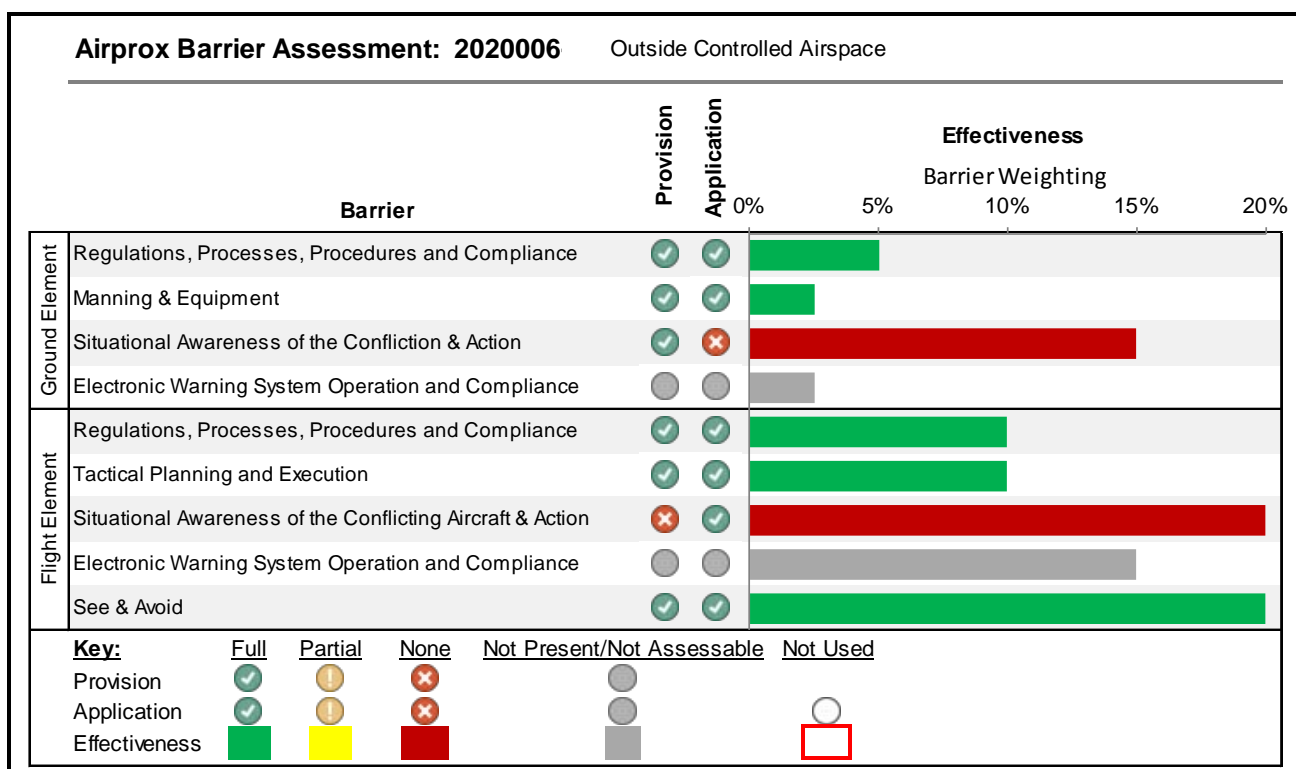 Airprox Barrier Assessment: 2020006 Outside Controlled Airspace
Provision
Application
Effectiveness
Barrier Weighting
Barrier
0% 5% 10% 15% 20%
Ground Element
Regulations, Processes, Procedures and Compliance
Manning & Equipment
Situational Awareness of the Confliction & Action
Electronic Warning System Operation and Compliance
Flight Element
Regulations, Processes, Procedures and Compliance
Tactical Planning and Execution
Situational Awareness of the Conflicting Aircraft & Action
Electronic Warning System Operation and Compliance
See & Avoid
Key: Full Partial None Not Present/Not Assessable Not Used
Provision
Application
Effectiveness